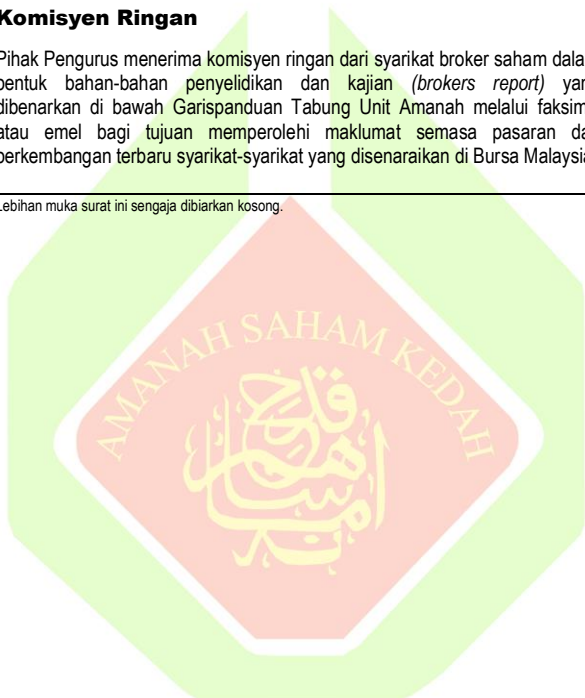 Komisyen Ringan
Pihak Pengurus menerima komisyen ringan dari syarikat broker saham dala
bentuk bahan-bahan penyelidikan dan kajian (brokers report) yan
dibenarkan di bawah Garispanduan Tabung Unit Amanah melalui faksim
atau emel bagi tujuan memperolehi maklumat semasa pasaran da
perkembangan terbaru syarikat-syarikat yang disenaraikan di Bursa Malaysia
Lebihan muka surat ini sengaja dibiarkan kosong.
AMANAH SAHAM KEDAH